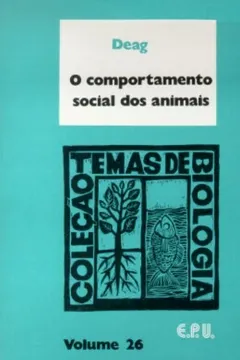 Deag
O comportamento
social dos animais
COLEÇÃO
TEMAS DE
BIOLOGIA
E.P.U.
Volume 26